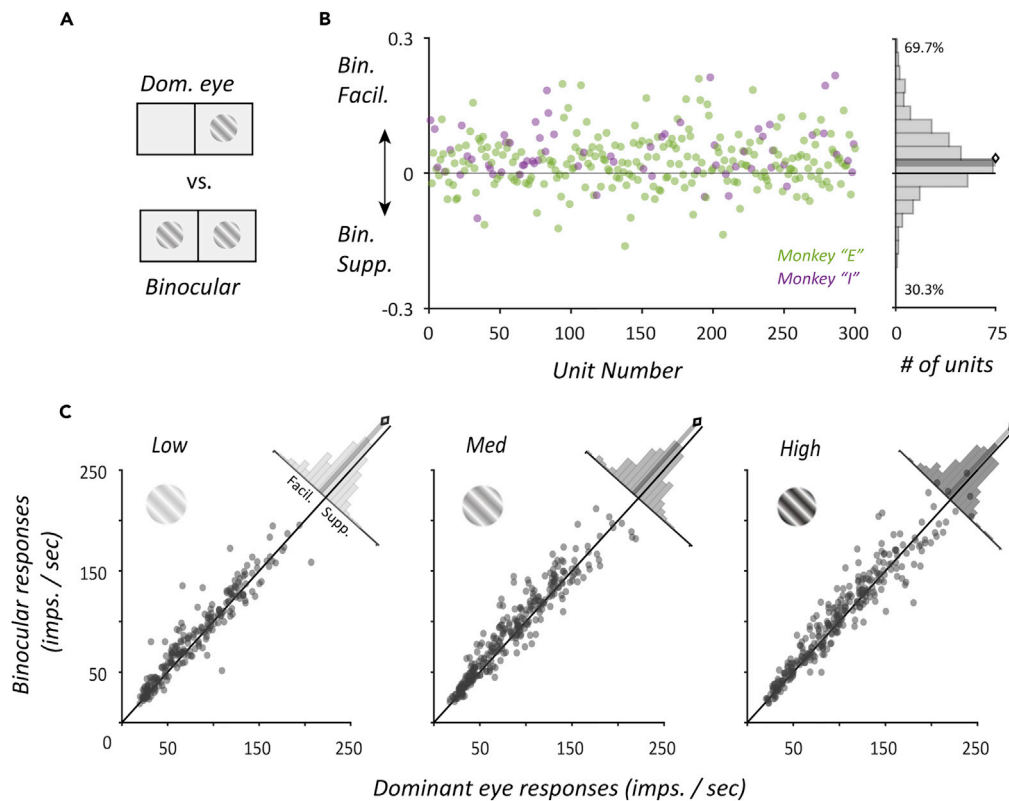 A
Dom. eye
vs.
Binocular
B
Bin.
Facil.
Bin.
Supp.
0.3
0
-0.3
0 50 100 150 200 250 300
Unit Number
Monkey “E”
Monkey “I”
69.7%
30.3%
0 75
# of units
C
Low
Med
High
Facil.
Supp.
250
150
50
0
50 150 250
50 150 250
50 150 250
Binocular responses
(imps. / sec)
Dominant eye responses (imps. / sec)